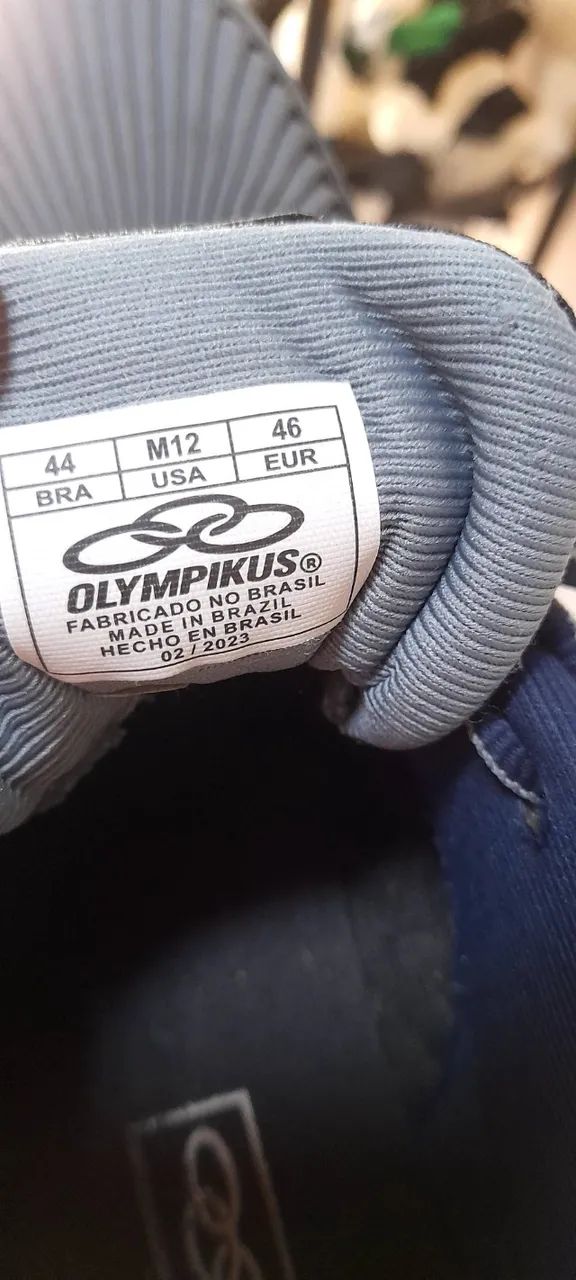 44 M12 46
BRA USA EUR
OLYMPIKUS®
FABRICADO NO BRASIL
MADE IN BRAZIL
HECHO EN BRASIL
02 / 2023